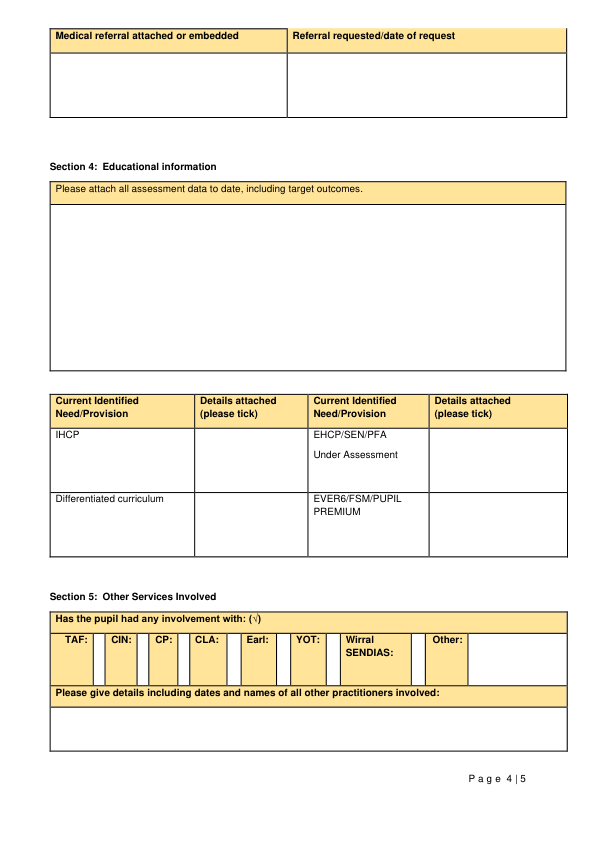 Medical referral attached or embedded
Referral requested/date of request
Section 4:  Educational information
Please attach all assessment data to date, including target outcomes.
Current Identified
Need/Provision
Details attached
(please tick)
Current Identified
Need/Provision
Details attached
(please tick)
IHCP
EHCP/SEN/PFA
Under Assessment
Differentiated curriculum
EVER6/FSM/PUPIL
PREMIUM
Section 5:  Other Services Involved
Has the pupil had any involvement with: (√)
TAF:
CIN:
CP:
CLA:
Earl:
YOT:
Wirral
SENDIAS:
Other:
Please give details including dates and names of all other practitioners involved:
Page 4|5